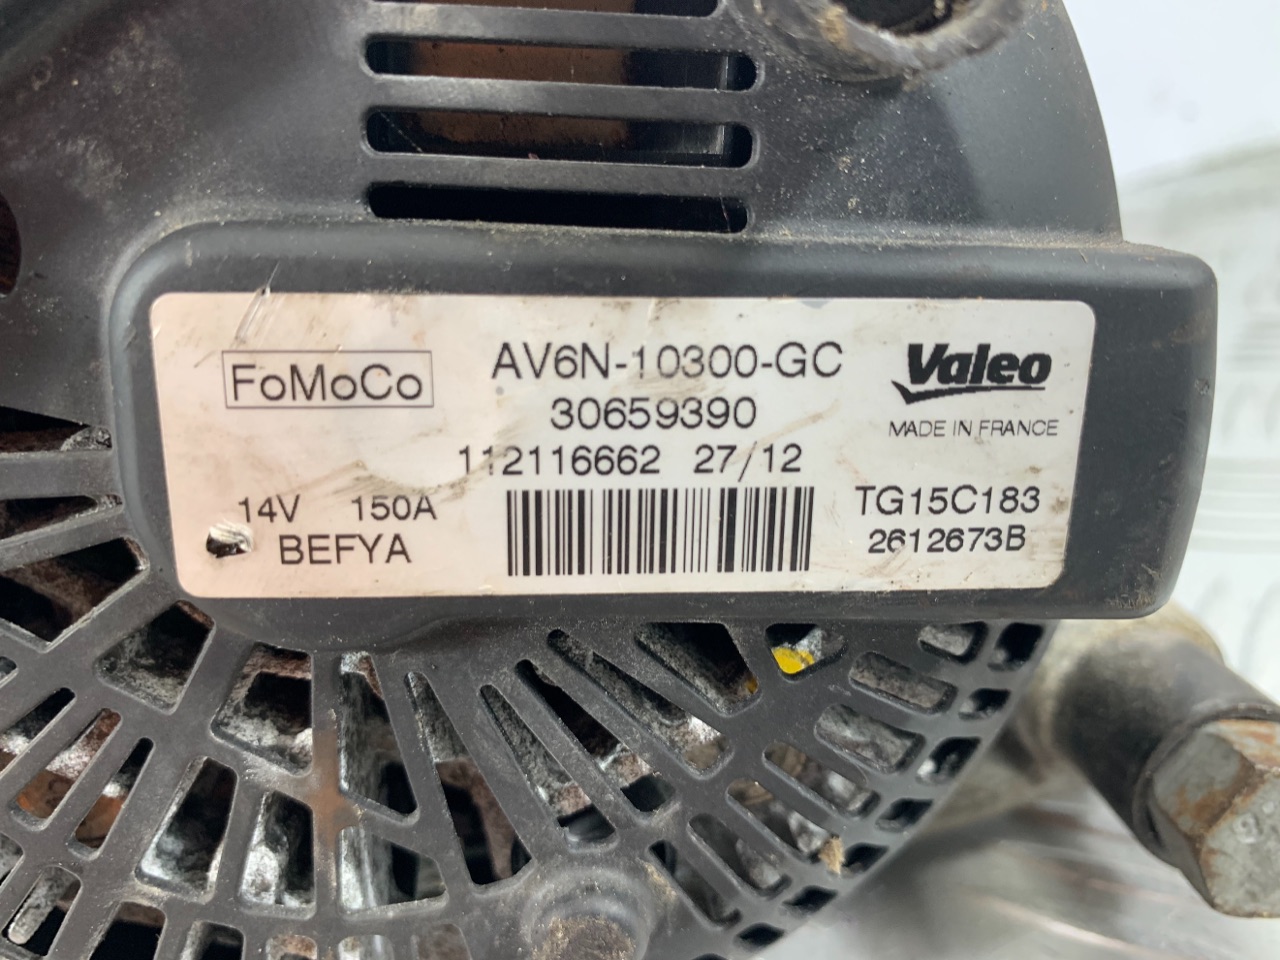 FoMoCo
AV6N-10300-GC
30659390
112116662 27/12
Valeo
MADE IN FRANCE
14V 150A
BEFYA
TG15C183
2612673B